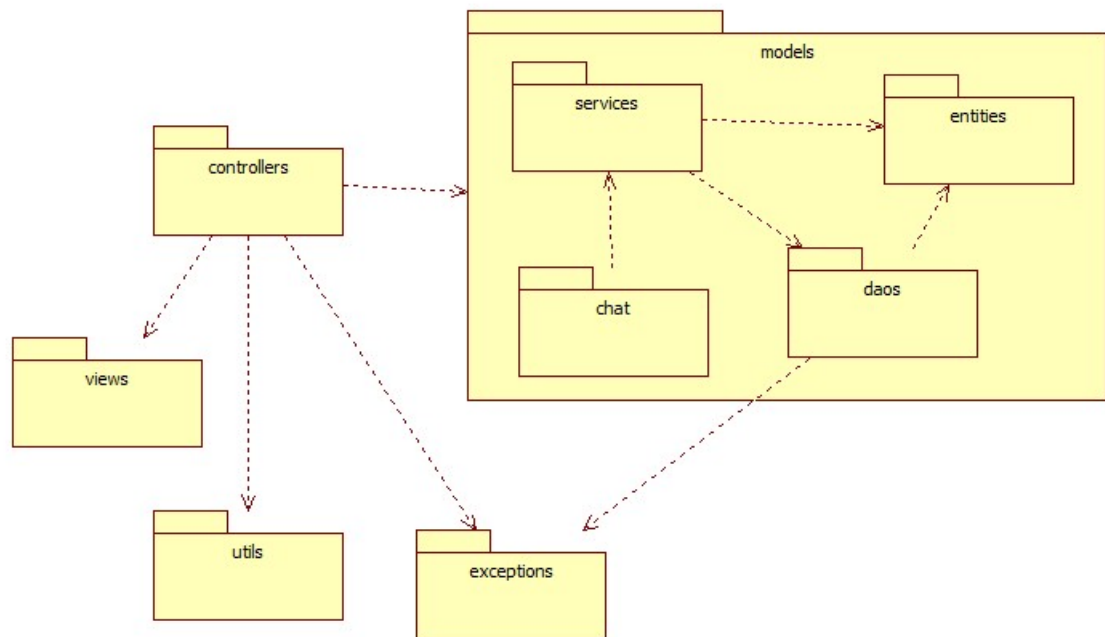 models
services
entities
controllers
chat
daos
views
utils
exceptions